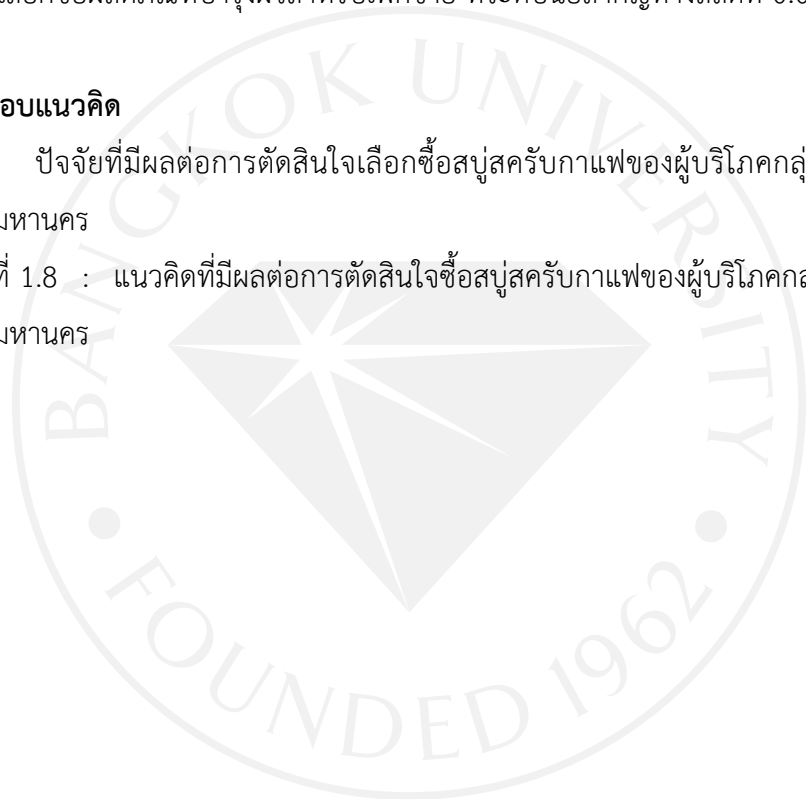 อบแนวคิด
ปัจจัยที่มีผลต่อการตัดสินใจเลือกซื้อสบู่สครับกาแฟของผู้บริโภคกลุ่
มหานคร
ที่ 1.8 : แนวคิดที่มีผลต่อการตัดสินใจซื้อสบู่สครับกาแฟของผู้บริโภคกล
มหานคร
BANGKOK UNIVERSITY
FOUNDED 1962